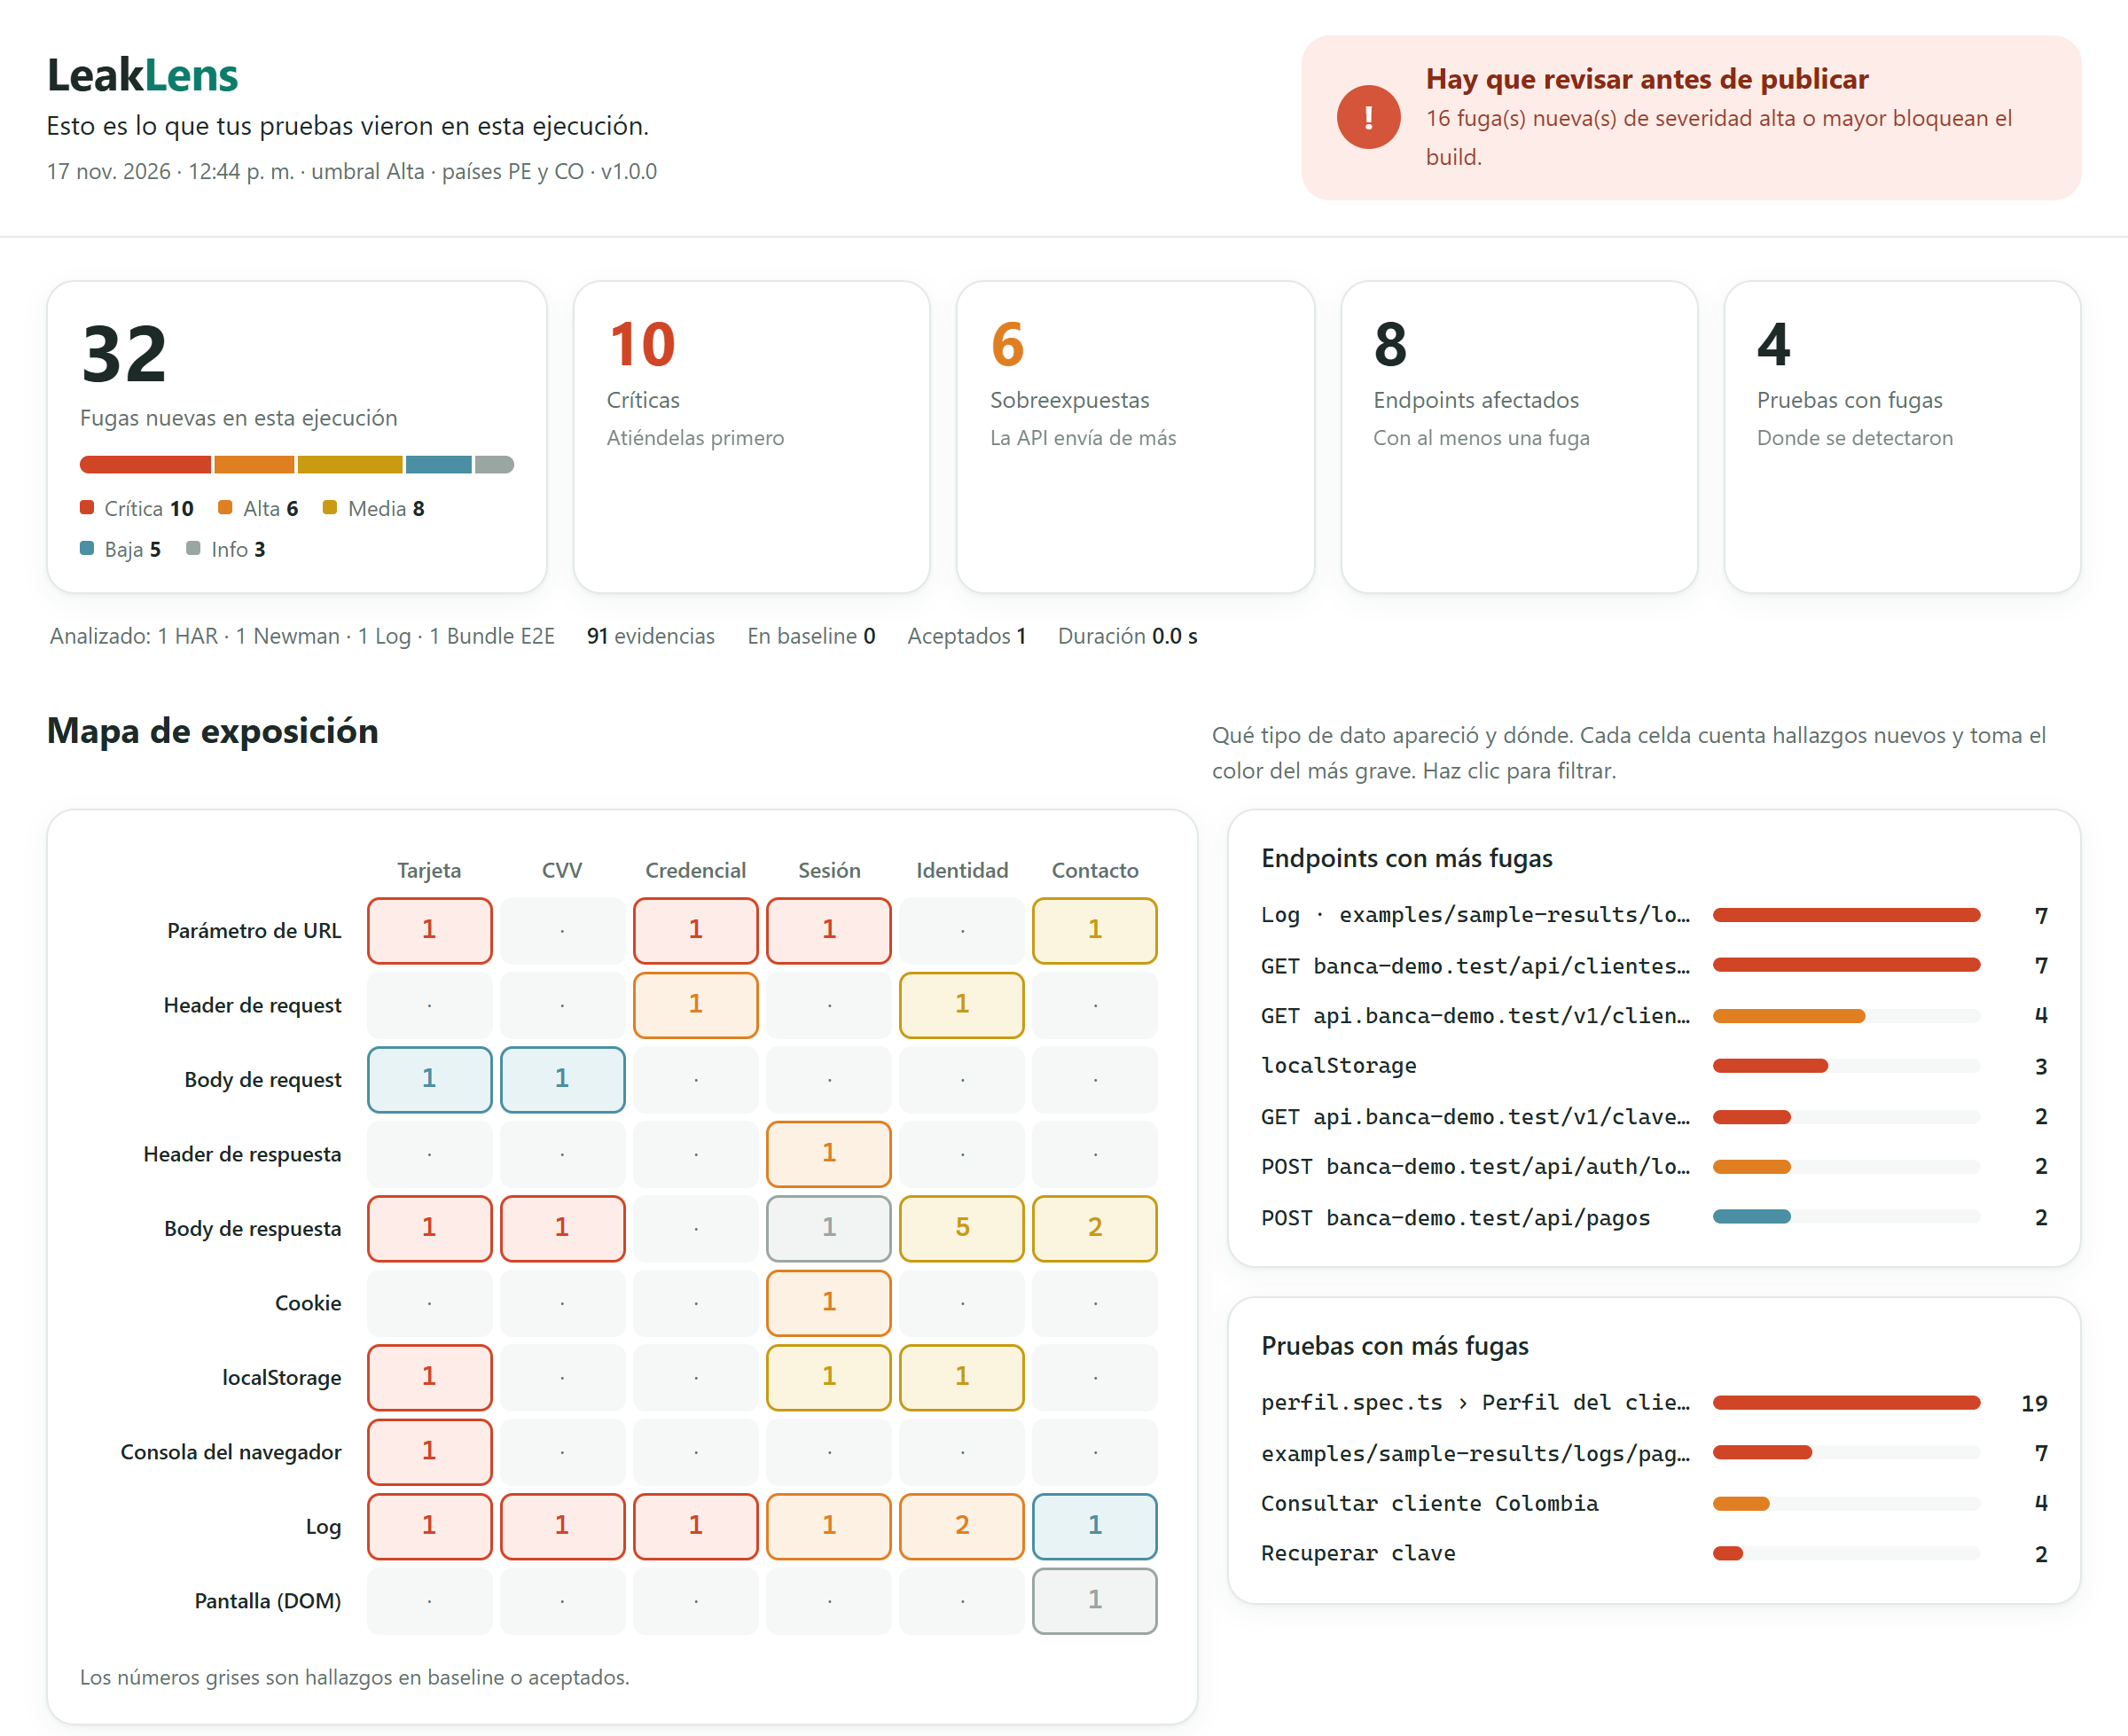 LeakLens
Esto es lo que tus pruebas vieron en esta ejecución.
17 nov. 2026 · 12:44 p. m. · umbral Alta · países PE y CO · v1.0.0
!
Hay que revisar antes de publicar
16 fuga(s) nueva(s) de severidad alta o mayor bloquean el
build.
32
Fugas nuevas en esta ejecución
Crítica 10 Alta 6 Media 8
Baja 5 Info 3
10
Críticas
Atiéndelas primero
6
Sobreexpuestas
La API envía de más
8
Endpoints afectados
Con al menos una fuga
4
Pruebas con fugas
Donde se detectaron
Analizado: 1 HAR · 1 Newman · 1 Log · 1 Bundle E2E 91 evidencias En baseline 0 Aceptados 1 Duración 0.0 s
Mapa de exposición
Qué tipo de dato apareció y dónde. Cada celda cuenta hallazgos nuevos y toma el
color del más grave. Haz clic para filtrar.
Tarjeta CVV Credencial Sesión Identidad Contacto
Parámetro de URL 1 · 1 1 · 1
Header de request · · 1 · 1 ·
Body de request 1 1 · · · ·
Header de respuesta · · · 1 · ·
Body de respuesta 1 1 · 1 5 2
Cookie · · · 1 · ·
localStorage 1 · · 1 1 ·
Consola del navegador 1 · · · · ·
Log 1 1 1 1 2 1
Pantalla (DOM) · · · · · 1
Los números grises son hallazgos en baseline o aceptados.
Endpoints con más fugas
Log · examples/sample-results/lo… 7
GET banca-demo.test/api/clientes… 7
GET api.banca-demo.test/v1/clien… 4
localStorage 3
GET api.banca-demo.test/v1/clave… 2
POST banca-demo.test/api/auth/lo… 2
POST banca-demo.test/api/pagos 2
Pruebas con más fugas
perfil.spec.ts › Perfil del clie… 19
examples/sample-results/logs/pag… 7
Consultar cliente Colombia 4
Recuperar clave 2